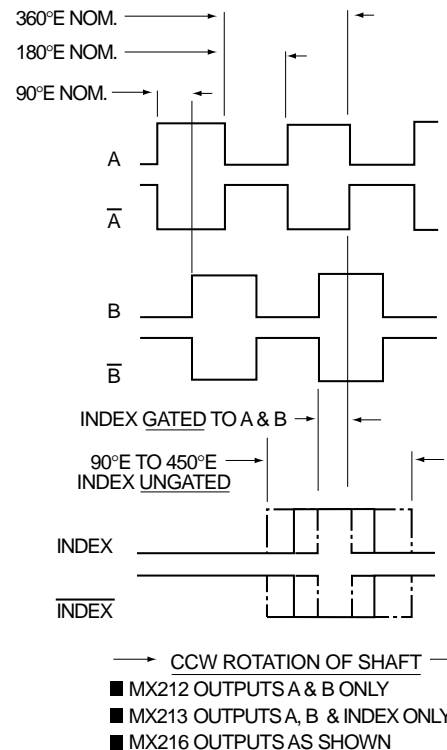 360°E NOM.
180°E NOM.
90°E NOM.
A
A̅
B
B̅
INDEX GATED TO A & B
90°E TO 450°E
INDEX UNGATED
INDEX
I̅N̅D̅E̅X̅
CCW ROTATION OF SHAFT
■ MX212 OUTPUTS A & B ONLY
■ MX213 OUTPUTS A, B & INDEX ONLY
■ MX216 OUTPUTS AS SHOWN